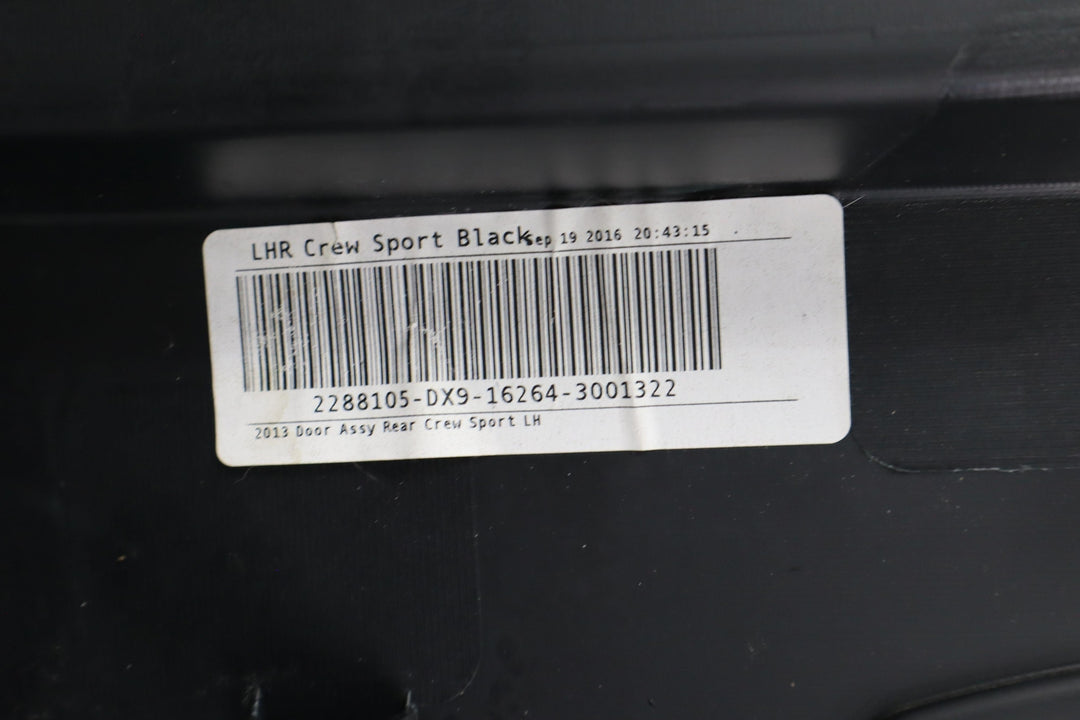 LHR Crew Sport Black Sep 19 2016 20:43:15
2288105-DX9-16264-3001322
2013 Door Assy Rear Crew Sport LH